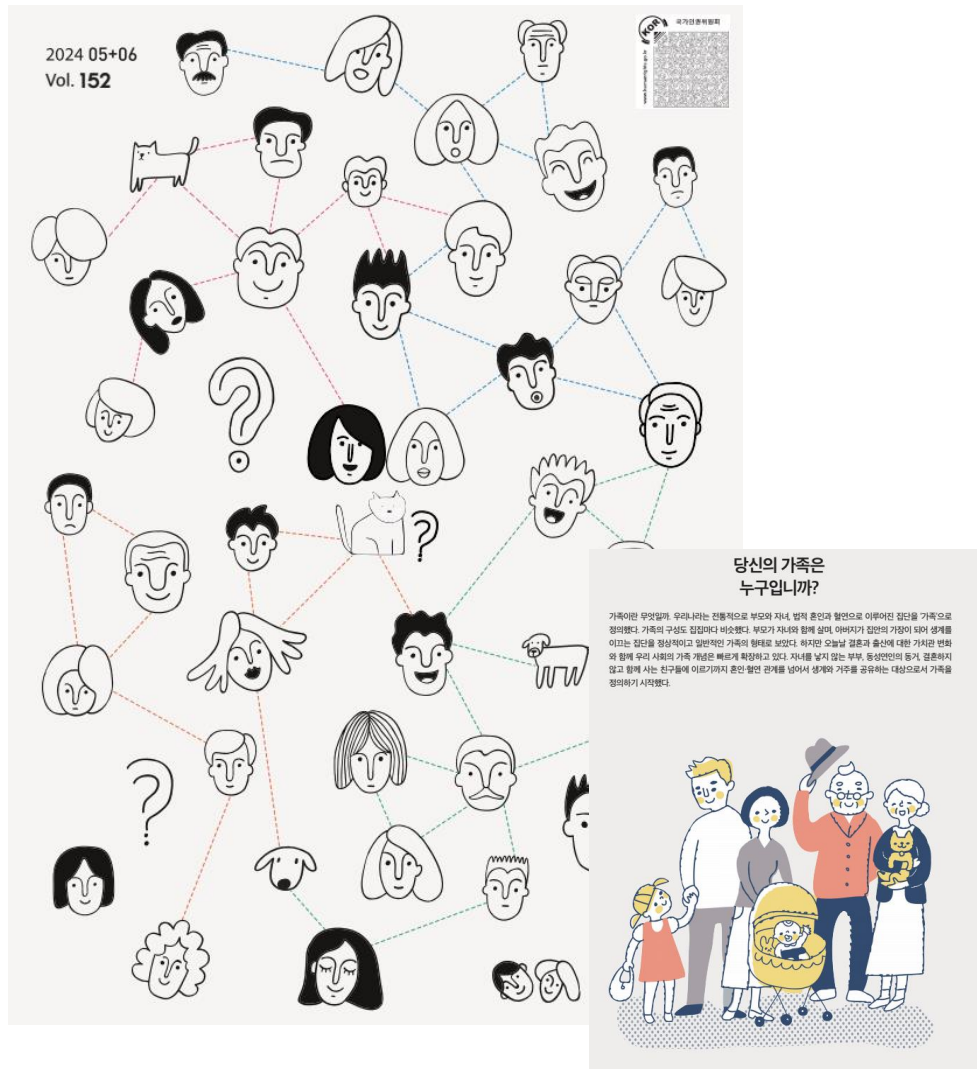 2024 05+06
Vol. 152
국가인권위원회
KOR
당신의 가족은
누구입니까?
가족이란 무엇일까. 우리나라는 전통적으로 부모와 자녀, 법적 혼인과 혈연으로 이루어진 집단을 ‘가족’으로
정의했다. 가족의 구성도 집집마다 비슷했다. 부모가 자녀와 함께 살며, 아버지가 집안의 가장이 되어 생계를
이끄는 집단을 정상적이고 일반적인 가족의 형태로 보았다. 하지만 오늘날 결혼과 출산에 대한 가치관 변화
와 함께 우리 사회의 가족 개념은 빠르게 확장하고 있다. 자녀를 낳지 않는 부부, 동성연인의 동거, 결혼하지
않고 함께 사는 친구들에 이르기까지 혼인·혈연 관계를 넘어서 생계와 거주를 공유하는 대상으로서 가족을
정의하기 시작했다.